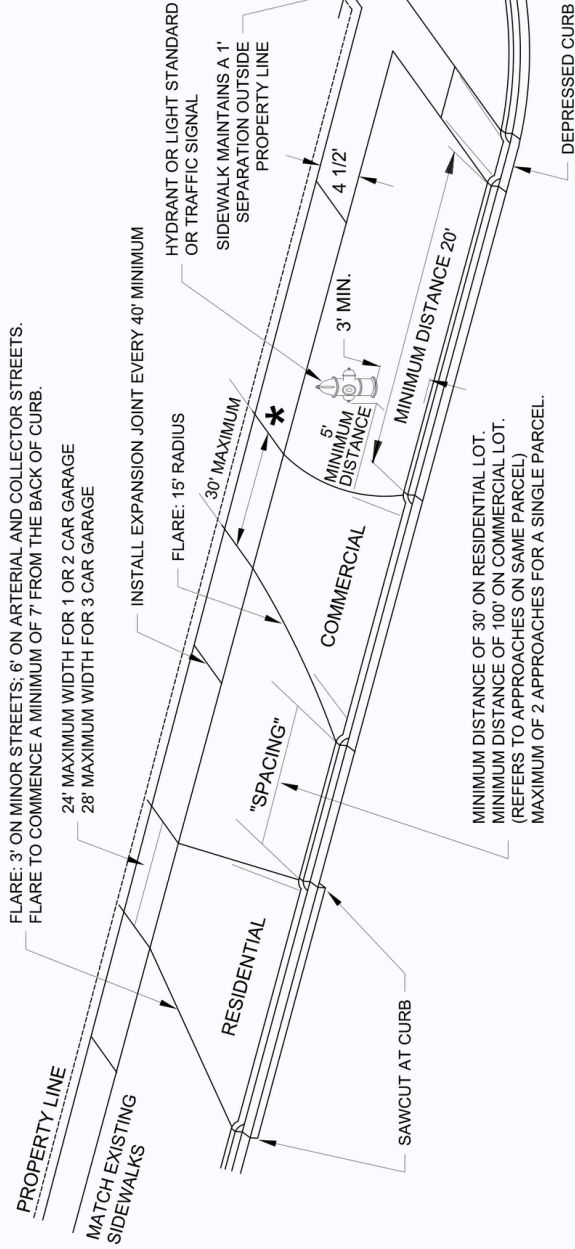 FLARE: 3' ON MINOR STREETS; 6' ON ARTERIAL AND COLLECTOR STREETS.
FLARE TO COMMENCE A MINIMUM OF 7' FROM THE BACK OF CURB.
24' MAXIMUM WIDTH FOR 1 OR 2 CAR GARAGE
28' MAXIMUM WIDTH FOR 3 CAR GARAGE
INSTALL EXPANSION JOINT EVERY 40' MINIMUM
FLARE: 15' RADIUS
30' MAXIMUM
*
HYDRANT OR LIGHT STANDARD
OR TRAFFIC SIGNAL
SIDEWALK MAINTAINS A 1'
SEPARATION OUTSIDE
PROPERTY LINE
4 1/2'
PROPERTY LINE
MATCH EXISTING
SIDEWALKS
RESIDENTIAL
"SPACING"
COMMERCIAL
5'
MINIMUM
DISTANCE
3' MIN.
MINIMUM DISTANCE 20'
SAWCUT AT CURB
MINIMUM DISTANCE OF 30' ON RESIDENTIAL LOT.
MINIMUM DISTANCE OF 100' ON COMMERCIAL LOT.
(REFERS TO APPROACHES ON SAME PARCEL)
MAXIMUM OF 2 APPROACHES FOR A SINGLE PARCEL.
DEPRESSED CURB